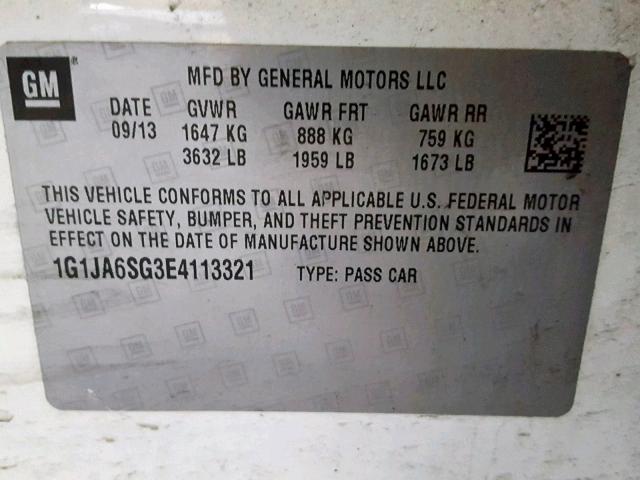 GM
MFD BY GENERAL MOTORS LLC
DATE GVWR GAWR FRT GAWR RR
09/13 1647 KG 888 KG 759 KG
3632 LB 1959 LB 1673 LB
THIS VEHICLE CONFORMS TO ALL APPLICABLE U.S. FEDERAL MOTOR
VEHICLE SAFETY, BUMPER, AND THEFT PREVENTION STANDARDS IN
EFFECT ON THE DATE OF MANUFACTURE SHOWN ABOVE.
1G1JA6SG3E4113321 TYPE: PASS CAR